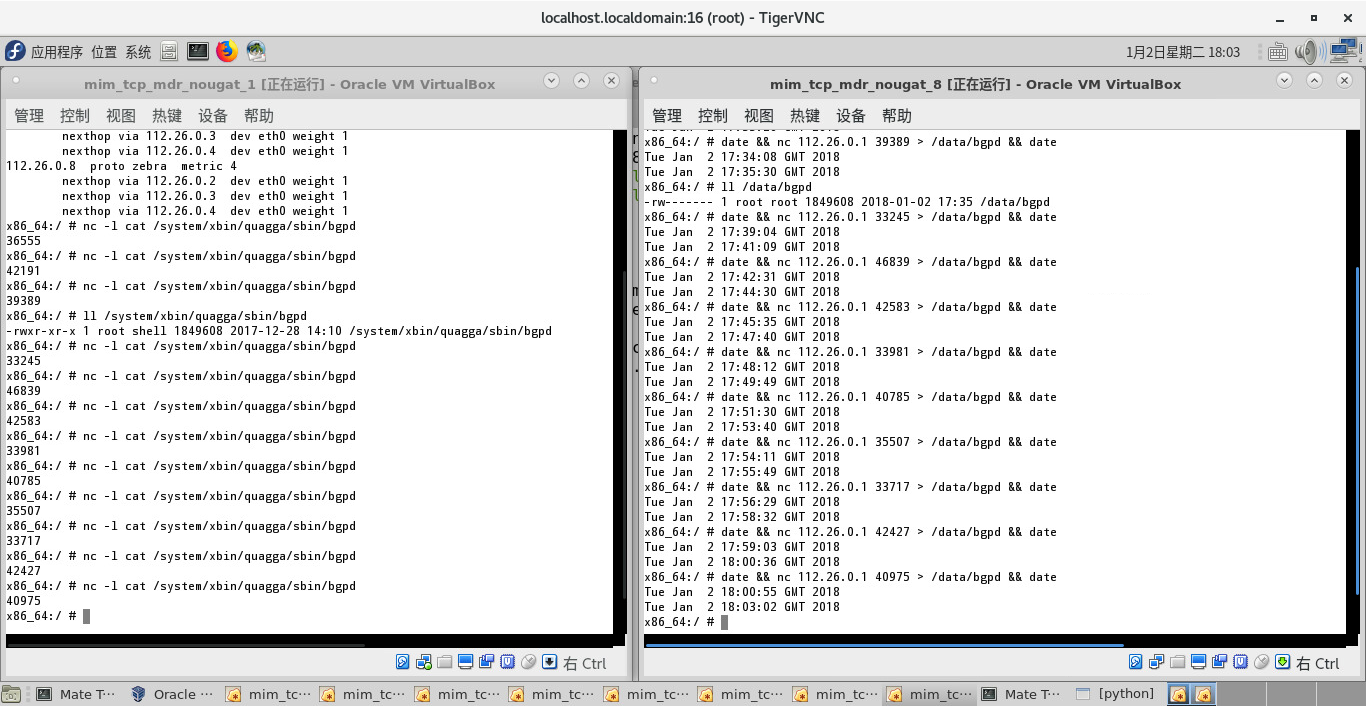 localhost.localdomain:16 (root) - TigerVNC
应用程序 位置 系统
1月2日星期二 18:03
mim_tcp_mdr_nougat_1 [正在运行] - Oracle VM VirtualBox
管理 控制 视图 热键 设备 帮助
nexthop via 112.26.0.3 dev eth0 weight 1
nexthop via 112.26.0.4 dev eth0 weight 1
112.26.0.8 proto zebra metric 4
nexthop via 112.26.0.2 dev eth0 weight 1
nexthop via 112.26.0.3 dev eth0 weight 1
nexthop via 112.26.0.4 dev eth0 weight 1
x86_64:/ # nc -l cat /system/xbin/quagga/sbin/bgpd
36555
x86_64:/ # nc -l cat /system/xbin/quagga/sbin/bgpd
42191
x86_64:/ # nc -l cat /system/xbin/quagga/sbin/bgpd
39389
x86_64:/ # ll /system/xbin/quagga/sbin/bgpd
-rwxr-xr-x 1 root shell 1849608 2017-12-28 14:10 /system/xbin/quagga/sbin/bgpd
x86_64:/ # nc -l cat /system/xbin/quagga/sbin/bgpd
33245
x86_64:/ # nc -l cat /system/xbin/quagga/sbin/bgpd
46839
x86_64:/ # nc -l cat /system/xbin/quagga/sbin/bgpd
42583
x86_64:/ # nc -l cat /system/xbin/quagga/sbin/bgpd
33981
x86_64:/ # nc -l cat /system/xbin/quagga/sbin/bgpd
40785
x86_64:/ # nc -l cat /system/xbin/quagga/sbin/bgpd
35507
x86_64:/ # nc -l cat /system/xbin/quagga/sbin/bgpd
33717
x86_64:/ # nc -l cat /system/xbin/quagga/sbin/bgpd
42427
x86_64:/ # nc -l cat /system/xbin/quagga/sbin/bgpd
40975
x86_64:/ #
右 Ctrl
mim_tcp_mdr_nougat_8 [正在运行] - Oracle VM VirtualBox
管理 控制 视图 热键 设备 帮助
x86_64:/ # date && nc 112.26.0.1 39389 > /data/bgpd && date
Tue Jan 2 17:34:08 GMT 2018
Tue Jan 2 17:35:30 GMT 2018
x86_64:/ # ll /data/bgpd
-rw------- 1 root root 1849608 2018-01-02 17:35 /data/bgpd
x86_64:/ # date && nc 112.26.0.1 33245 > /data/bgpd && date
Tue Jan 2 17:39:04 GMT 2018
Tue Jan 2 17:41:09 GMT 2018
x86_64:/ # date && nc 112.26.0.1 46839 > /data/bgpd && date
Tue Jan 2 17:42:31 GMT 2018
Tue Jan 2 17:44:30 GMT 2018
x86_64:/ # date && nc 112.26.0.1 42583 > /data/bgpd && date
Tue Jan 2 17:45:35 GMT 2018
Tue Jan 2 17:47:40 GMT 2018
x86_64:/ # date && nc 112.26.0.1 33981 > /data/bgpd && date
Tue Jan 2 17:48:12 GMT 2018
Tue Jan 2 17:49:49 GMT 2018
x86_64:/ # date && nc 112.26.0.1 40785 > /data/bgpd && date
Tue Jan 2 17:51:30 GMT 2018
Tue Jan 2 17:53:40 GMT 2018
x86_64:/ # date && nc 112.26.0.1 35507 > /data/bgpd && date
Tue Jan 2 17:54:11 GMT 2018
Tue Jan 2 17:55:49 GMT 2018
x86_64:/ # date && nc 112.26.0.1 33717 > /data/bgpd && date
Tue Jan 2 17:56:29 GMT 2018
Tue Jan 2 17:58:32 GMT 2018
x86_64:/ # date && nc 112.26.0.1 42427 > /data/bgpd && date
Tue Jan 2 17:59:03 GMT 2018
Tue Jan 2 18:00:36 GMT 2018
x86_64:/ # date && nc 112.26.0.1 40975 > /data/bgpd && date
Tue Jan 2 18:00:55 GMT 2018
Tue Jan 2 18:03:02 GMT 2018
x86_64:/ #
右 Ctrl
Mate T··· Oracle ··· mim_tc··· mim_tc··· mim_tc··· mim_tc··· mim_tc··· mim_tc··· mim_tc··· mim_tc··· Mate T··· [python]